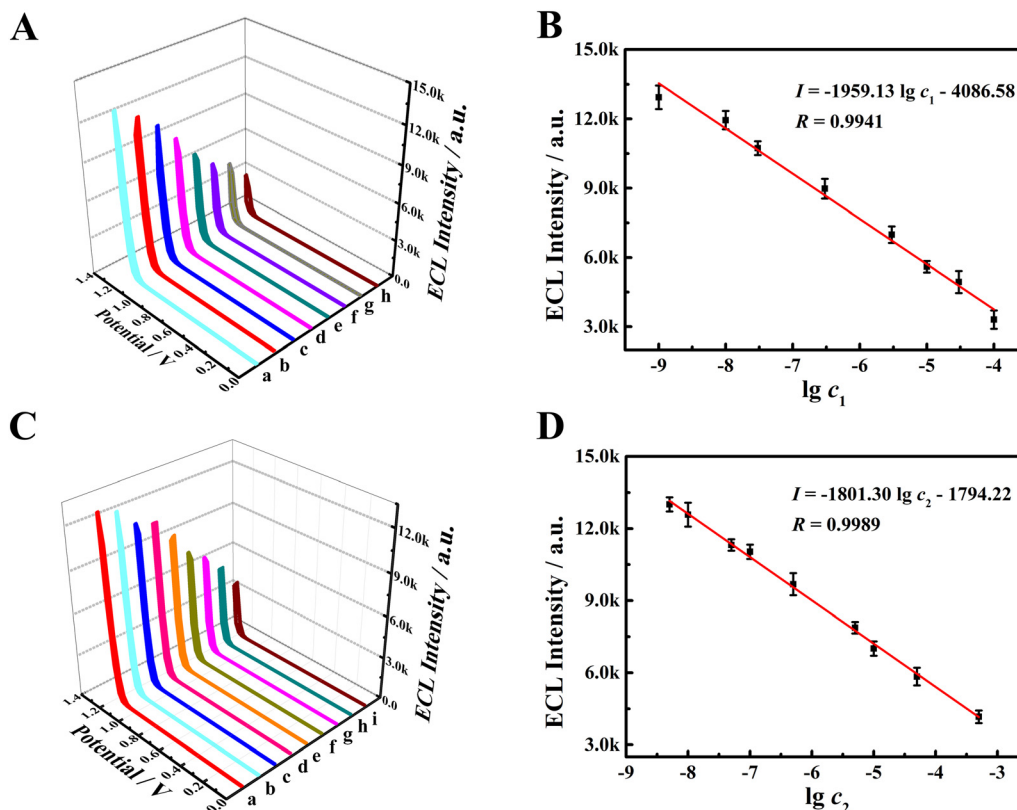 A
15.0k
12.0k
9.0k
6.0k
3.0k
0.0
ECL Intensity / a.u.
1.4
1.2
1.0
0.8
0.6
0.4
0.2
0.0
Potential / V
a b c d e f g h
B
15.0k
12.0k
9.0k
6.0k
3.0k
ECL Intensity / a.u.
I = -1959.13 lg c₁ - 4086.58
R = 0.9941
-9 -8 -7 -6 -5 -4
lg c₁
C
12.0k
9.0k
6.0k
3.0k
0.0
ECL Intensity / a.u.
1.4
1.2
1.0
0.8
0.6
0.4
0.2
0.0
Potential / V
a b c d e f g h i
D
15.0k
12.0k
9.0k
6.0k
3.0k
ECL Intensity / a.u.
I = -1801.30 lg c₂ - 1794.22
R = 0.9989
-9 -8 -7 -6 -5 -4 -3
lg c₂